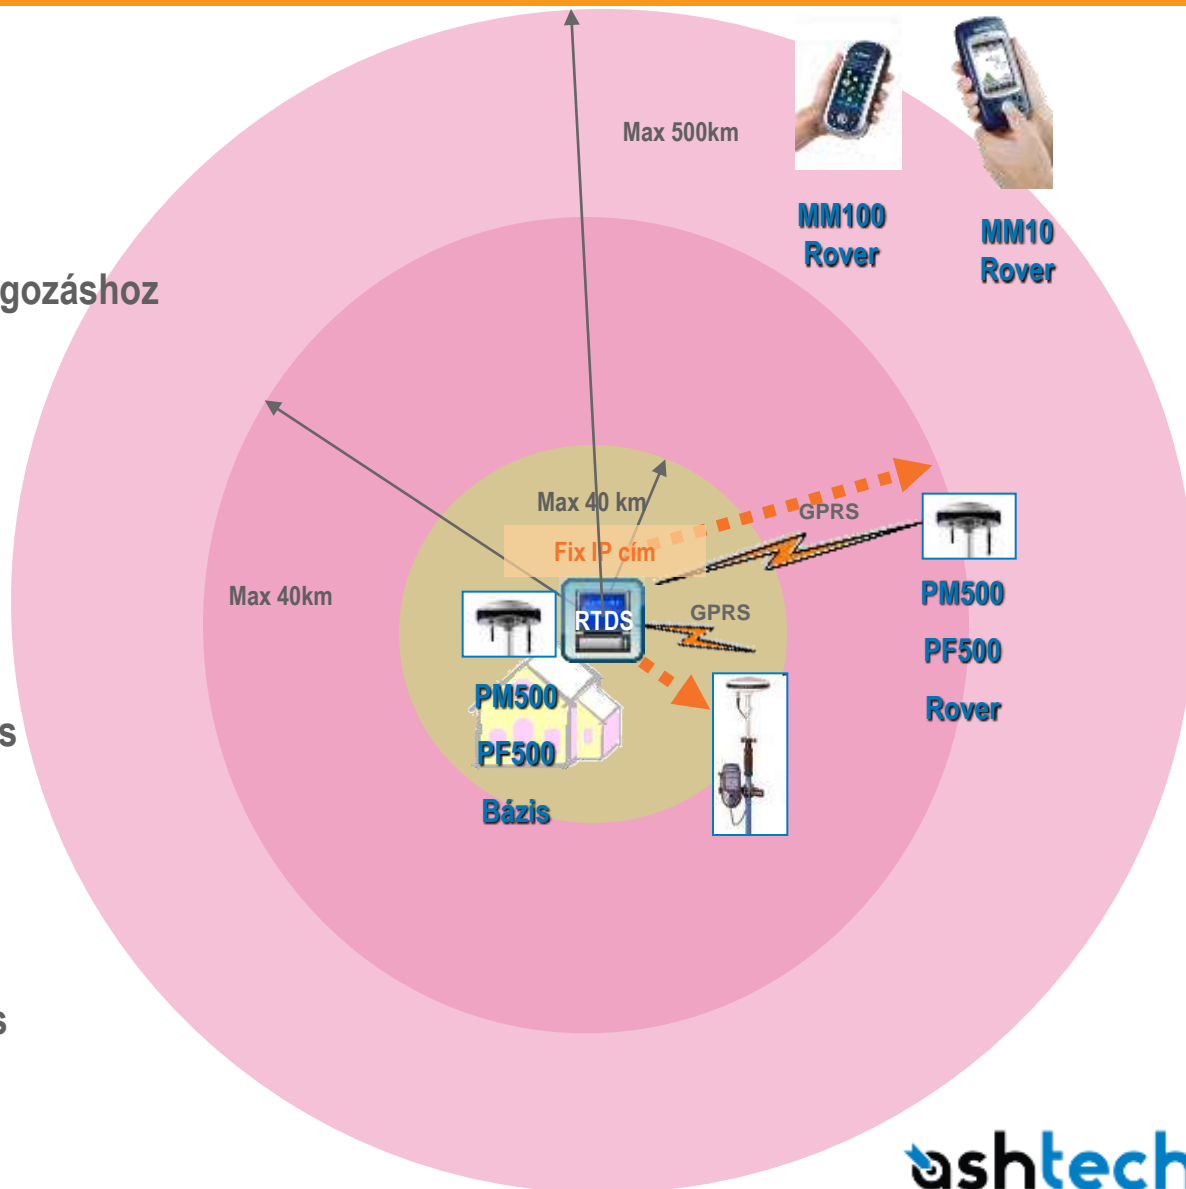 Max 500km
MM100
Rover
MM10
Rover
gozáshoz
Max 40 km
GPRS
Fix IP cím
Max 40km
RTDS
GPRS
PM500
PF500
Rover
PM500
PF500
Bázis
s
s
ashtech